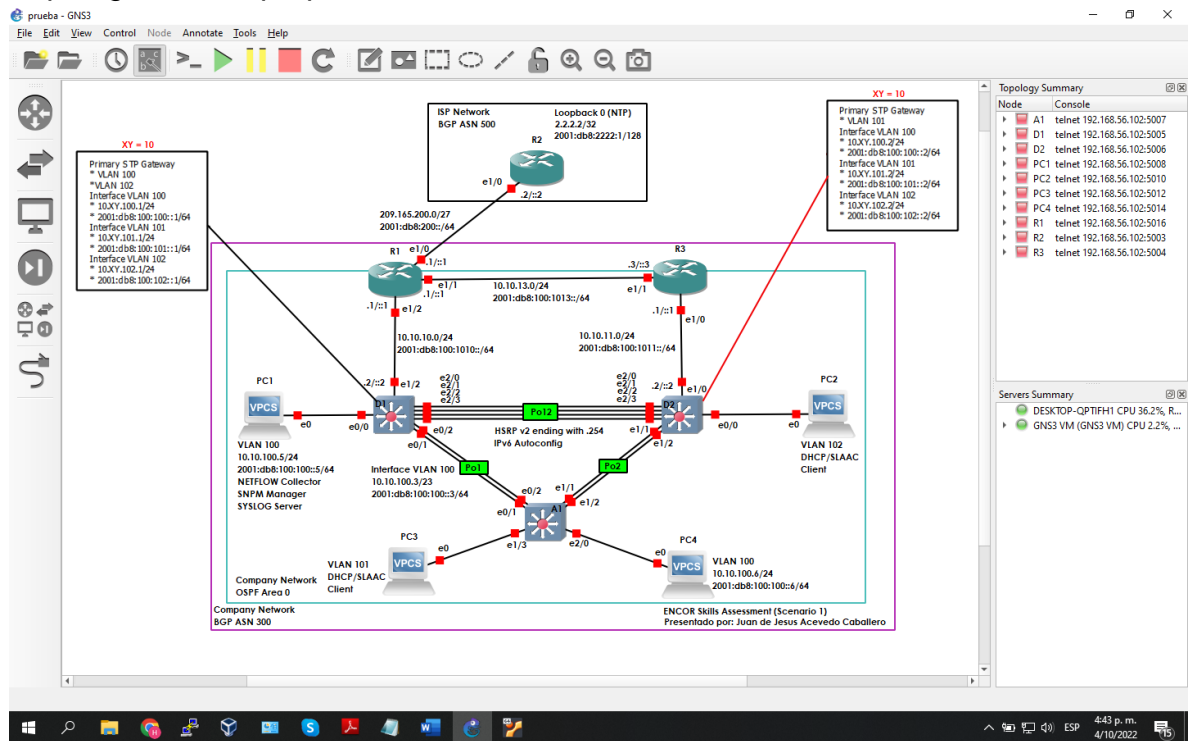 prueba - GNS3
File Edit View Control Node Annotate Tools Help
Topology Summary
Node Console
A1 telnet 192.168.56.102:5007
D1 telnet 192.168.56.102:5005
D2 telnet 192.168.56.102:5006
PC1 telnet 192.168.56.102:5008
PC2 telnet 192.168.56.102:5010
PC3 telnet 192.168.56.102:5012
PC4 telnet 192.168.56.102:5014
R1 telnet 192.168.56.102:5016
R2 telnet 192.168.56.102:5003
R3 telnet 192.168.56.102:5004
Servers Summary
DESKTOP-QPTIFH1 CPU 36.2%, R...
GNS3 VM (GNS3 VM) CPU 2.2%, ...
XY = 10
Primary STP Gateway
* VLAN 100
*VLAN 102
Interface VLAN 100
* 10.XY.100.1/24
* 2001:db8:100:100::1/64
Interface VLAN 101
* 10.XY.101.1/24
* 2001:db8:100:101::1/64
Interface VLAN 102
* 10.XY.102.1/24
* 2001:db8:100:102::1/64
ISP Network
BGP ASN 500
Loopback 0 (NTP)
2.2.2.2/32
2001:db8:2222:1/128
R2
e1/0
.2/::2
XY = 10
Primary STP Gateway
* VLAN 101
Interface VLAN 100
* 10.XY.100.2/24
* 2001:db8:100:100::2/64
Interface VLAN 101
* 10.XY.101.2/24
* 2001:db8:100:101::2/64
Interface VLAN 102
* 10.XY.102.2/24
* 2001:db8:100:102::2/64
209.165.200.0/27
2001:db8:200::/64
R1
e1/0
.1/::1
e1/1
.1/::1
.1/::1
e1/2
10.10.13.0/24
2001:db8:100:1013::/64
R3
.3/::3
e1/1
.1/::1
e1/0
10.10.10.0/24
2001:db8:100:1010::/64
10.10.11.0/24
2001:db8:100:1011::/64
PC1
VPCS
e0
VLAN 100
10.10.100.5/24
2001:db8:100:100::5/64
NETFLOW Collector
SNPM Manager
SYSLOG Server
.2/::2
e1/2
D1
e0/0
e0/2
e0/1
e2/0
e2/1
e2/2
e2/3
Po12
HSRP v2 ending with .254
IPv6 Autoconfig
e2/0
e2/1
e2/2
e2/3
.2/::2
e1/0
D2
e0/0
e1/1
e1/2
PC2
VPCS
e0
VLAN 102
DHCP/SLAAC
Client
Interface VLAN 100
10.10.100.3/23
2001:db8:100:100::3/64
Po1
Po2
e0/2
e1/1
e0/1
A1
e1/2
e1/3
e2/0
PC3
VPCS
e0
VLAN 101
DHCP/SLAAC
Client
PC4
VPCS
e0
VLAN 100
10.10.100.6/24
2001:db8:100:100::6/64
Company Network
OSPF Area 0
Company Network
BGP ASN 300
ENCOR Skills Assessment (Scenario 1)
Presentado por: Juan de Jesus Acevedo Caballero
ESP
4:43 p. m.
4/10/2022
15